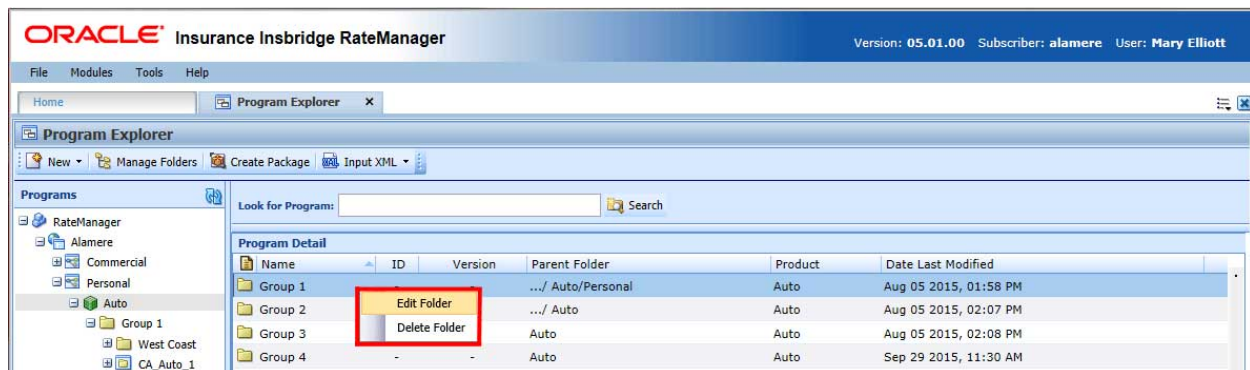 ORACLE Insurance Insbridge RateManager
Version: 05.01.00 Subscriber: alamere User: Mary Elliott
File Modules Tools Help
Home Program Explorer x
Program Explorer
New Manage Folders Create Package Input XML
Programs
RateManager
Alamere
Commercial
Personal
Auto
Group 1
West Coast
CA_Auto_1
Look for Program: Search
Program Detail
Name ID Version Parent Folder Product Date Last Modified
Group 1 - - .../ Auto/Personal Auto Aug 05 2015, 01:58 PM
Edit Folder
Group 2 .../ Auto Auto Aug 05 2015, 02:07 PM
Delete Folder
Group 3 Auto Auto Aug 05 2015, 02:08 PM
Group 4 - - Auto Auto Sep 29 2015, 11:30 AM